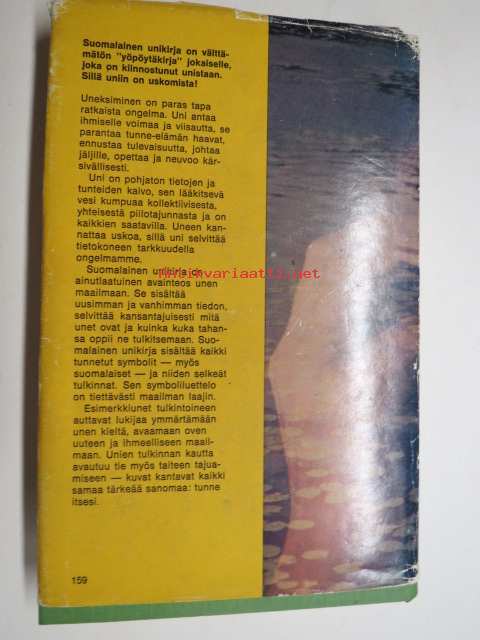 Suomalainen unikirja on välttä-
mätön "yöpöytäkirja" jokaiselle,
joka on kiinnostunut unistaan.
Sillä uniin on uskomista!
Uneksiminen on paras tapa
ratkaista ongelma. Uni antaa
ihmiselle voimaa ja viisautta, se
parantaa tunne-elämän haavat,
ennustaa tulevaisuutta, johtaa
jäljille, opettaa ja neuvoo kär-
sivällisesti.
Uni on pohjaton tietojen ja
tunteiden kaivo, sen lääkitsevä
vesi kumpuaa kollektiivisesta,
yhteisestä piilotajunnasta ja on
kaikkien saatavilla. Uneen kan-
nattaa uskoa, sillä uni selvittää
tietokoneen tarkkuudella
ongelmamme.
Suomalainen unikirja on
ainutlaatuinen avainteos unen
maailmaan. Se sisältää
uusimman ja vanhimman tiedon,
selvittää kansantajuisesti mitä
unet ovat ja kuinka kuka tahan-
sa oppii ne tulkitsemaan. Suo-
malainen unikirja sisältää kaikki
tunnetut symbolit — myös
suomalaiset — ja niiden selkeät
tulkinnat. Sen symboliluettelo
on tiettävästi maailman laajin.
Esimerkkiunet tulkintoineen
auttavat lukijaa ymmärtämään
unen kieltä, avaamaan oven
uuteen ja ihmeelliseen maail-
maan. Unien tulkinnan kautta
avautuu tie myös taiteen tajua-
miseen — kuvat kantavat kaikki
samaa tärkeää sanomaa: tunne
itsesi.
159
Antikvariaatti.net